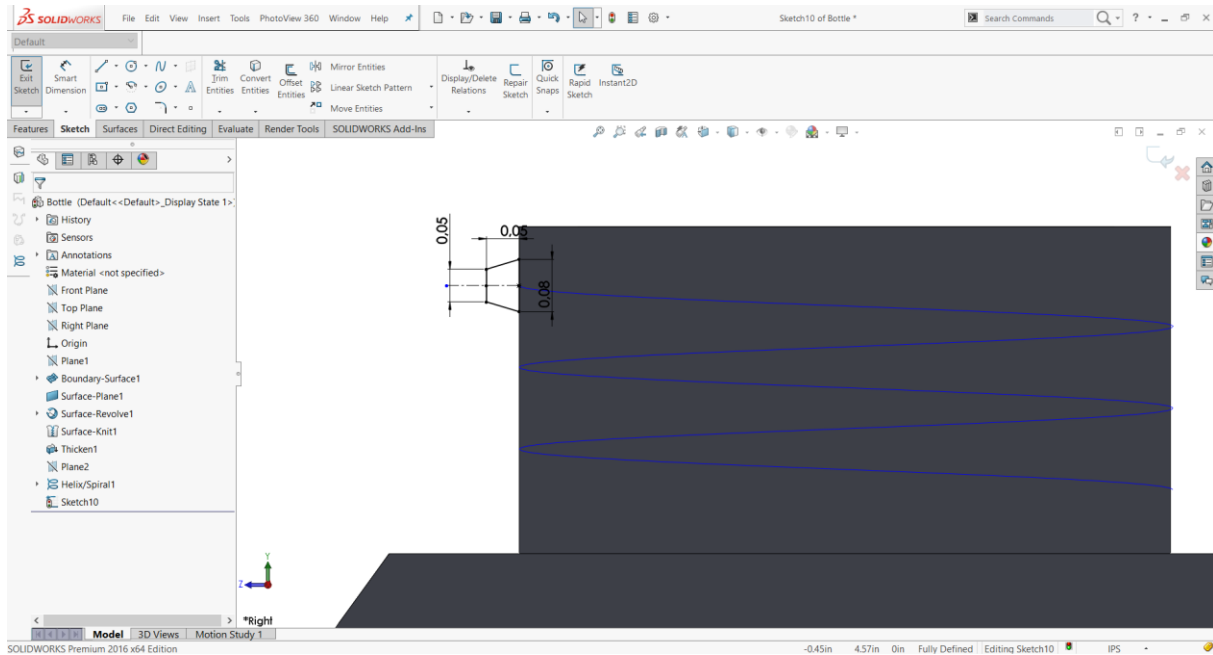 SOLIDWORKS File Edit View Insert Tools PhotoView 360 Window Help Sketch10 of Bottle * Search Commands ?
Default
Exit Sketch
Smart Dimension
Trim Entities
Convert Entities
Offset Entities
Mirror Entities
Linear Sketch Pattern
Move Entities
Display/Delete Relations
Repair Sketch
Quick Snaps
Rapid Sketch
Instant2D
Features Sketch Surfaces Direct Editing Evaluate Render Tools SOLIDWORKS Add-Ins
Bottle (Default<<Default>_Display State 1>
History
Sensors
Annotations
Material <not specified>
Front Plane
Top Plane
Right Plane
Origin
Plane1
Boundary-Surface1
Surface-Plane1
Surface-Revolve1
Surface-Knit1
Thicken1
Plane2
Helix/Spiral1
Sketch10
0,05
0,05
0,08
Y
Z
*Right
Model 3D Views Motion Study 1
SOLIDWORKS Premium 2016 x64 Edition -0.45in 4.57in 0in Fully Defined Editing Sketch10 IPS -